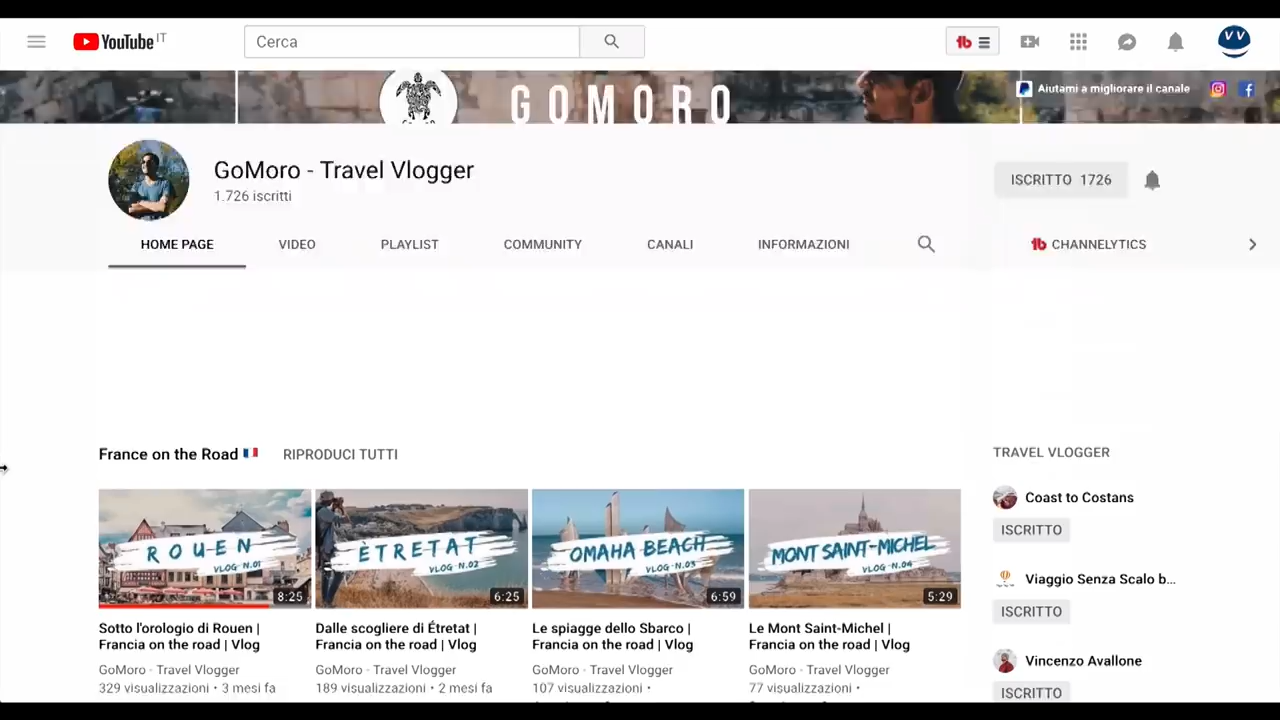 YouTube IT
Cerca
GOMORO
Aiutami a migliorare il canale
GoMoro - Travel Vlogger
1.726 iscritti
ISCRITTO 1726
HOME PAGE
VIDEO
PLAYLIST
COMMUNITY
CANALI
INFORMAZIONI
CHANNELYTICS
France on the Road
RIPRODUCI TUTTI
TRAVEL VLOGGER
ROUEN
VLOG N.01
8:25
ÈTRETAT
VLOG N.02
6:25
OMAHA BEACH
VLOG N.03
6:59
MONT SAINT-MICHEL
VLOG N.04
5:29
Sotto l'orologio di Rouen |
Francia on the road | Vlog
GoMoro - Travel Vlogger
329 visualizzazioni • 3 mesi fa
Dalle scogliere di Étretat |
Francia on the road | Vlog
GoMoro - Travel Vlogger
189 visualizzazioni • 2 mesi fa
Le spiagge dello Sbarco |
Francia on the road | Vlog
GoMoro - Travel Vlogger
107 visualizzazioni •
Le Mont Saint-Michel |
Francia on the road | Vlog
GoMoro - Travel Vlogger
77 visualizzazioni •
Coast to Costans
ISCRITTO
Viaggio Senza Scalo b...
ISCRITTO
Vincenzo Avallone
ISCRITTO